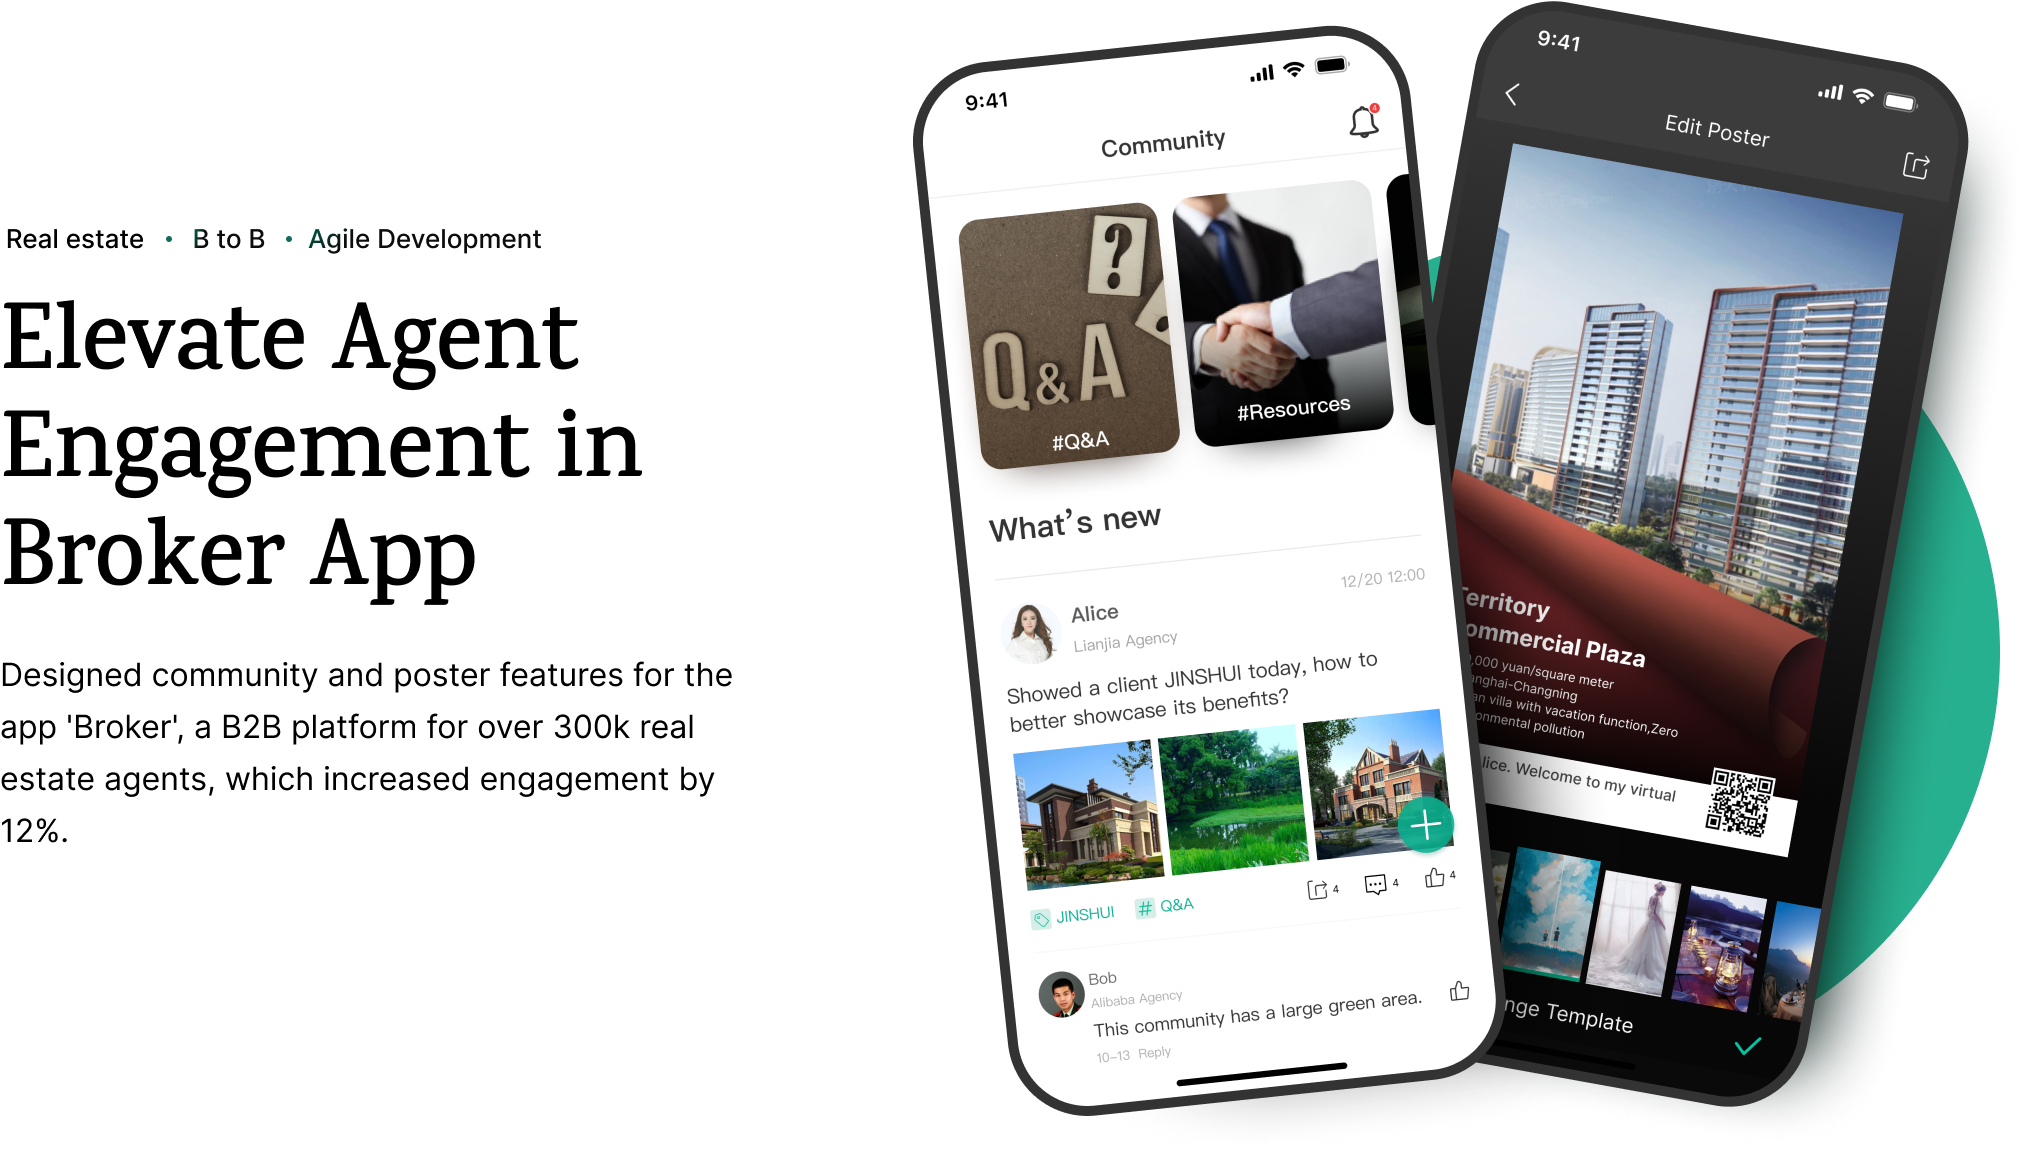 Real estate • B to B • Agile Development
Elevate Agent
Engagement in
Broker App
Designed community and poster features for the
app 'Broker', a B2B platform for over 300k real
estate agents, which increased engagement by
12%.
9:41
Community
4
Q&A
?
#Q&A
#Resources
What's new
12/20 12:00
Alice
Lianjia Agency
Showed a client JINSHUI today, how to
better showcase its benefits?
4
4
4
JINSHUI
# Q&A
Bob
Alibaba Agency
This community has a large green area.
10-13 Reply
9:41
Edit Poster
Territory
ommercial Plaza
,000 yuan/square meter
anghai-Changning
an villa with vacation function,Zero
onmental pollution
lice. Welcome to my virtual
nge Template